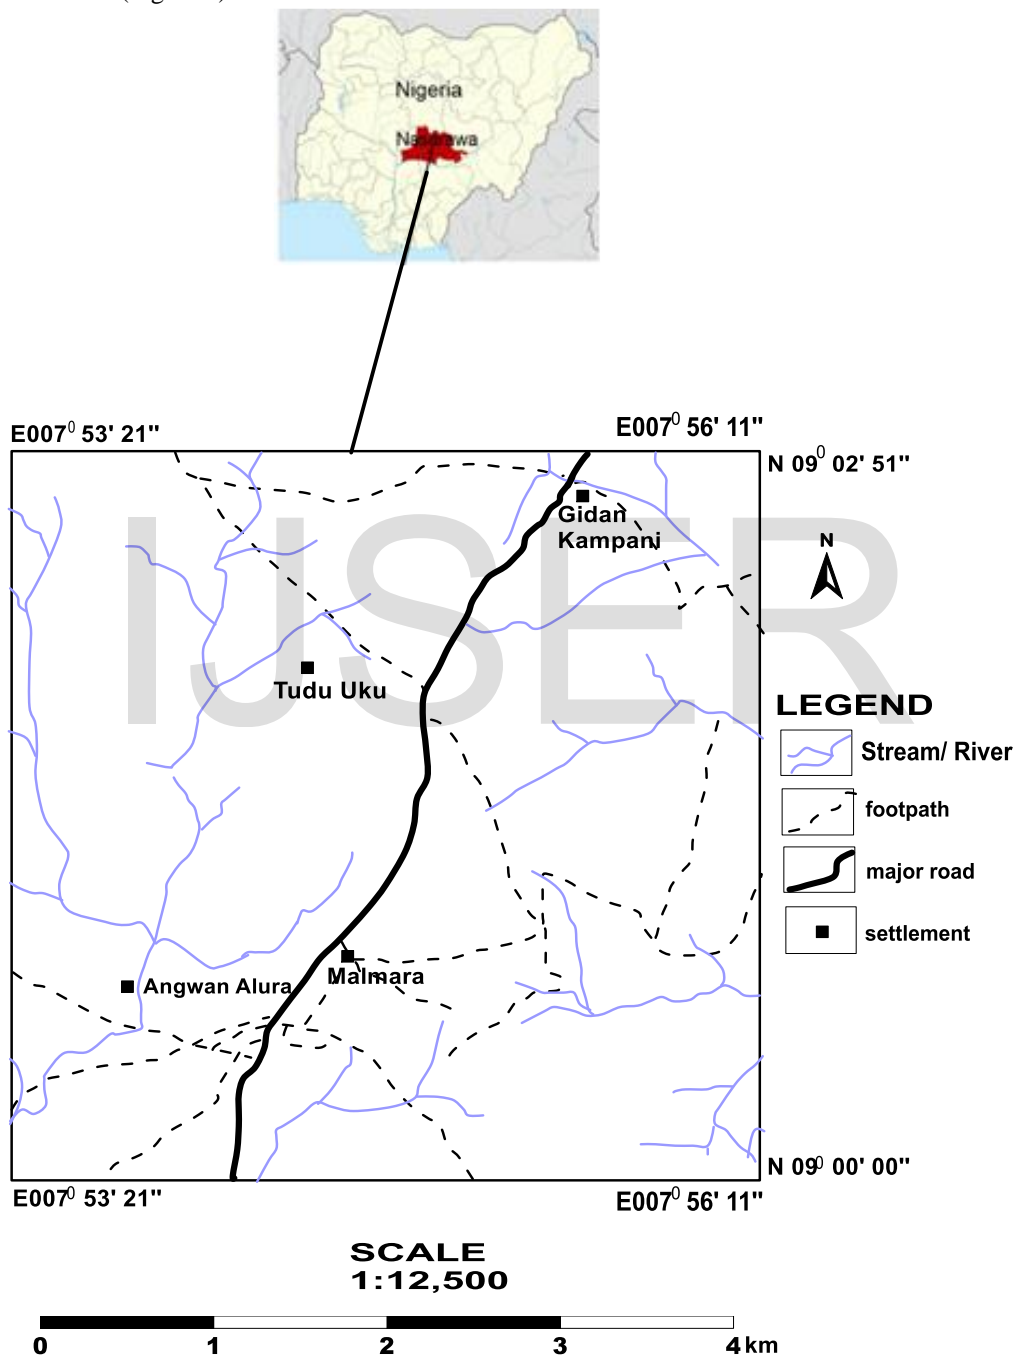 Nigeria
Nasarawa
E007⁰ 53' 21"
E007⁰ 56' 11"
N 09⁰ 02' 51"
Gidan
Kampani
N
IJSER
Tudu Uku
LEGEND
Stream/ River
footpath
major road
settlement
Malmara
Angwan Alura
N 09⁰ 00' 00"
E007⁰ 53' 21"
E007⁰ 56' 11"
SCALE
1:12,500
0 1 2 3 4 km